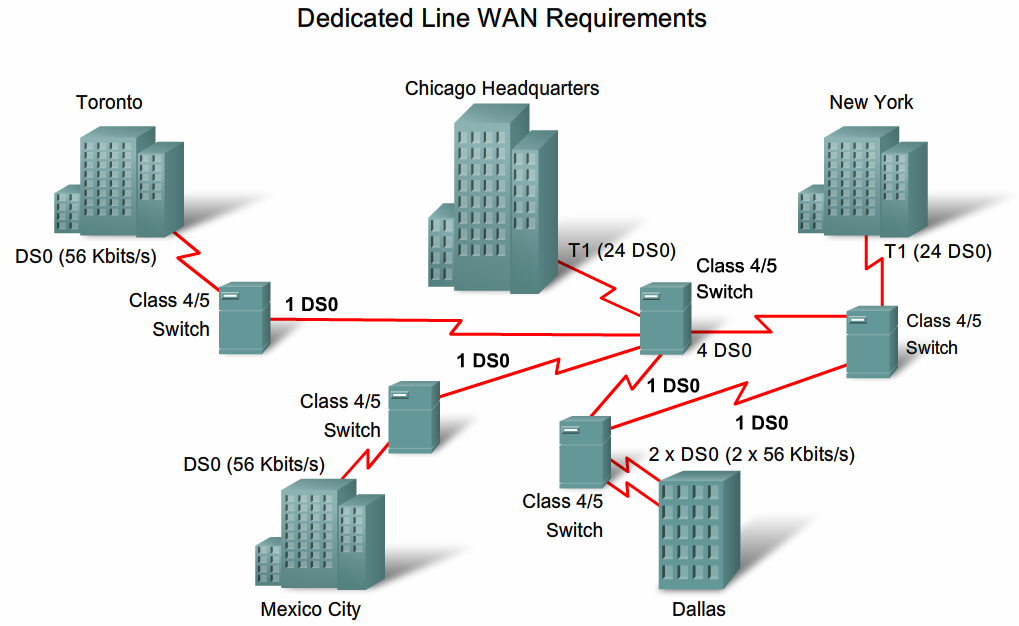 Dedicated Line WAN Requirements
Chicago Headquarters
Toronto
New York
DS0 (56 Kbits/s)
T1 (24 DS0)
T1 (24 DS0)
Class 4/5
Switch
1 DS0
Class 4/5
Switch
Class 4/5
Switch
4 DS0
1 DS0
1 DS0
Class 4/5
Switch
1 DS0
DS0 (56 Kbits/s)
2 x DS0 (2 x 56 Kbits/s)
Class 4/5
Switch
Mexico City
Dallas